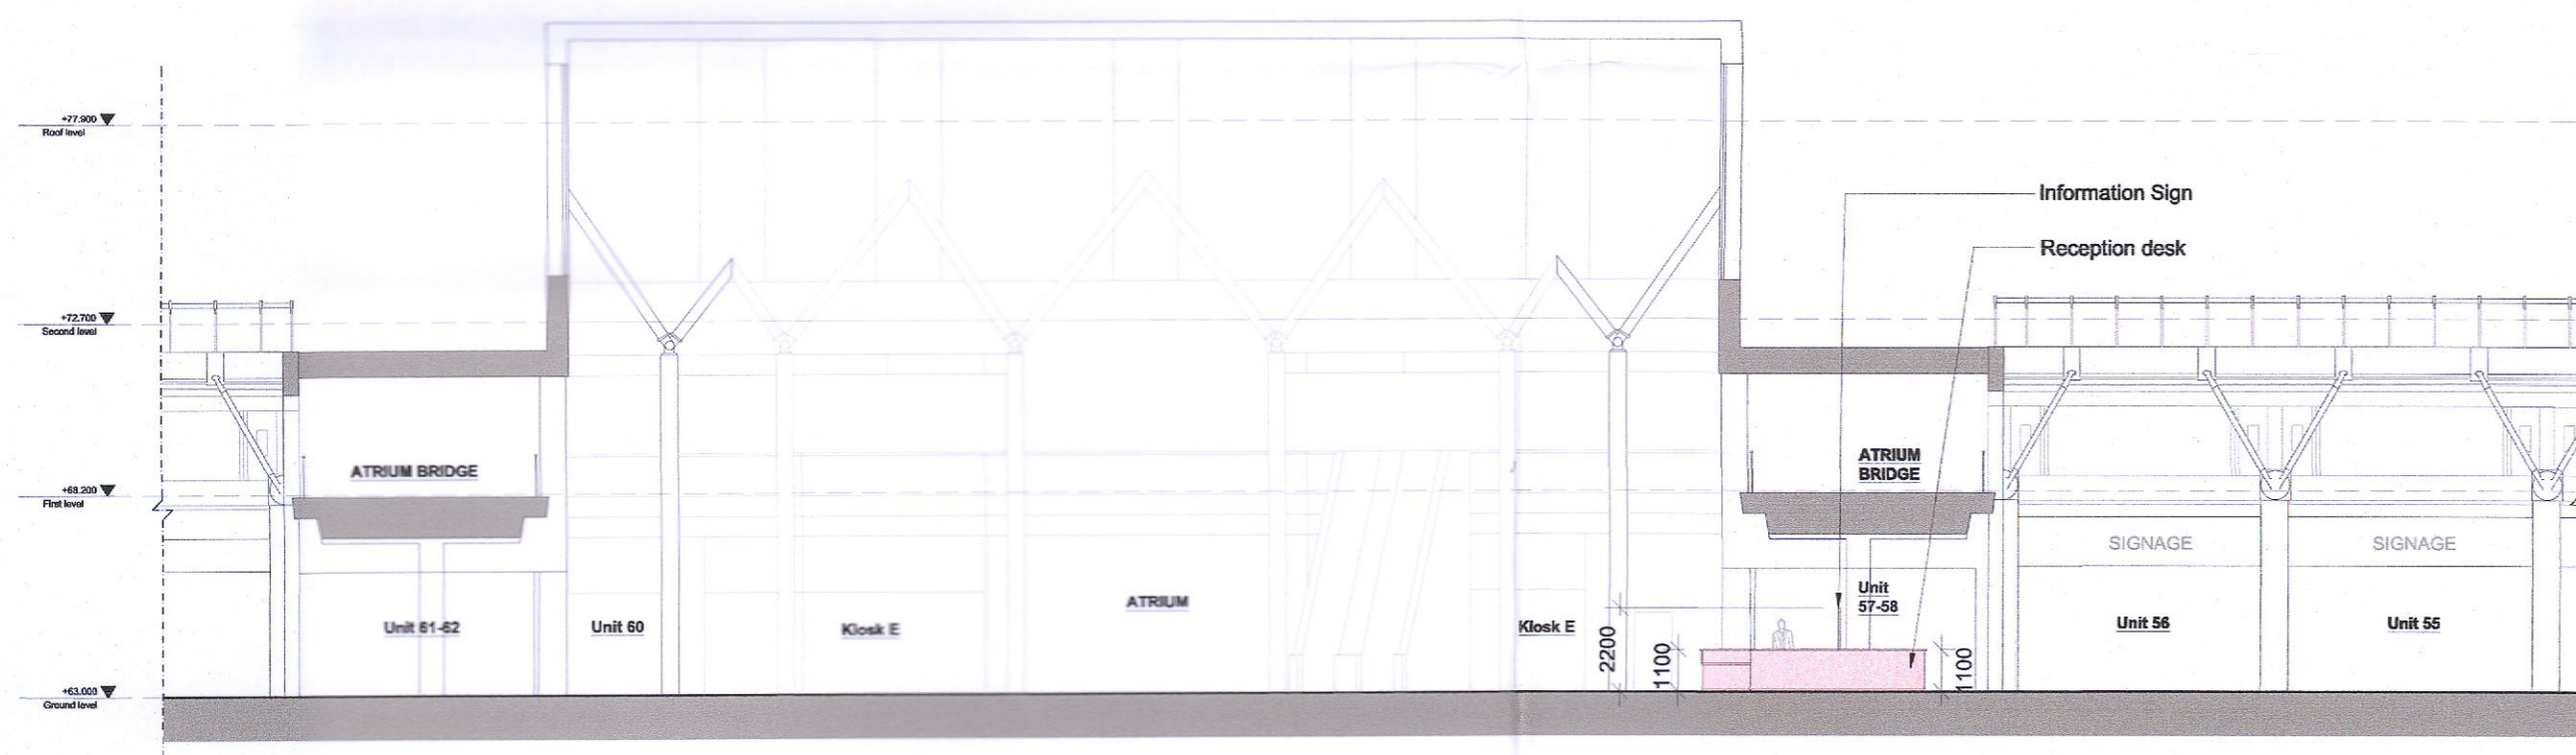 +77.900
Roof level
Information Sign
Reception desk
+72.700
Second level
ATRIUM BRIDGE
ATRIUM
BRIDGE
+68.200
First level
SIGNAGE
SIGNAGE
Unit 61-62
Unit 60
Kiosk E
ATRIUM
Kiosk E
2200
1100
Unit
57-58
1100
Unit 56
Unit 55
+63.000
Ground level